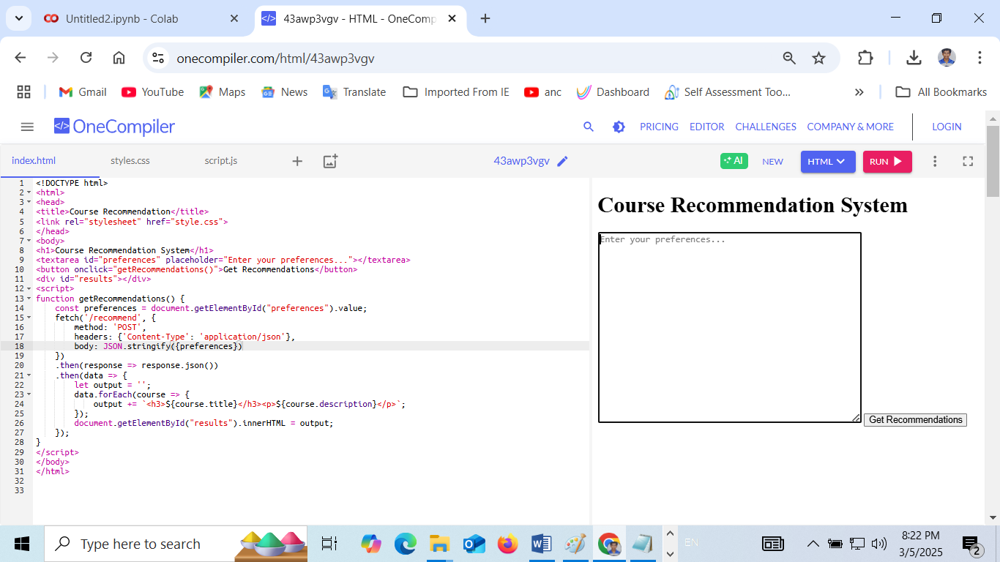 Untitled2.ipynb - Colab
43awp3vgv - HTML - OneComp
onecompiler.com/html/43awp3vgv
Gmail YouTube Maps News Translate Imported From IE anc Dashboard Self Assessment Too... » All Bookmarks
</> OneCompiler PRICING EDITOR CHALLENGES COMPANY & MORE LOGIN
index.html styles.css script.js 43awp3vgv AI NEW HTML RUN
1 <!DOCTYPE html>
2 <html>
3 <head>
4 <title>Course Recommendation</title>
5 <link rel="stylesheet" href="style.css">
6 </head>
7 <body>
8 <h1>Course Recommendation System</h1>
9 <textarea id="preferences" placeholder="Enter your preferences..."></textarea>
10 <button onclick="getRecommendations()">Get Recommendations</button>
11 <div id="results"></div>
12 <script>
13 function getRecommendations() {
14     const preferences = document.getElementById("preferences").value;
15     fetch('/recommend', {
16         method: 'POST',
17         headers: {'Content-Type': 'application/json'},
18         body: JSON.stringify({preferences})
19     })
20     .then(response => response.json())
21     .then(data => {
22         let output = '';
23         data.forEach(course => {
24             output += `<h3>${course.title}</h3><p>${course.description}</p>`;
25         });
26         document.getElementById("results").innerHTML = output;
27     });
28 }
29 </script>
30 </body>
31 </html>
32
33
Course Recommendation System
Enter your preferences...
Get Recommendations
Type here to search
EN
8:22 PM
3/5/2025
2